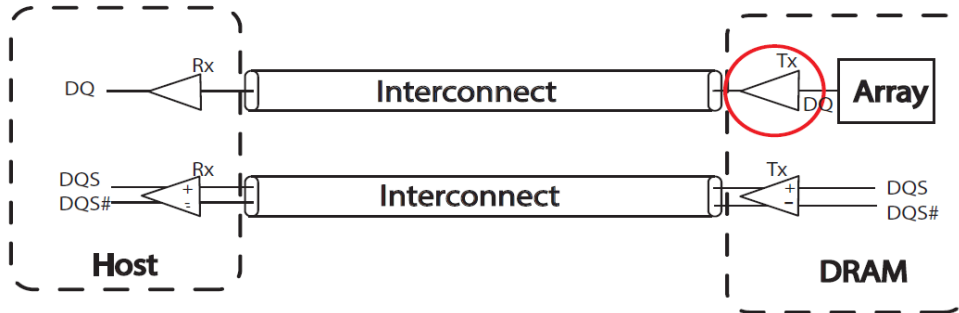 Rx
Tx
DQ
Interconnect
DQ
Array
Rx
Tx
DQS
+
Interconnect
+
DQS
DQS#
-
−
DQS#
Host
DRAM